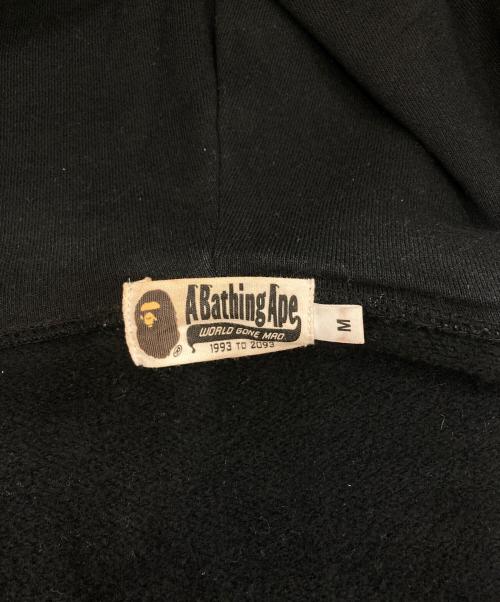 A Bathing Ape
WORLD GONE MAD
1993 TO 2093
®
M